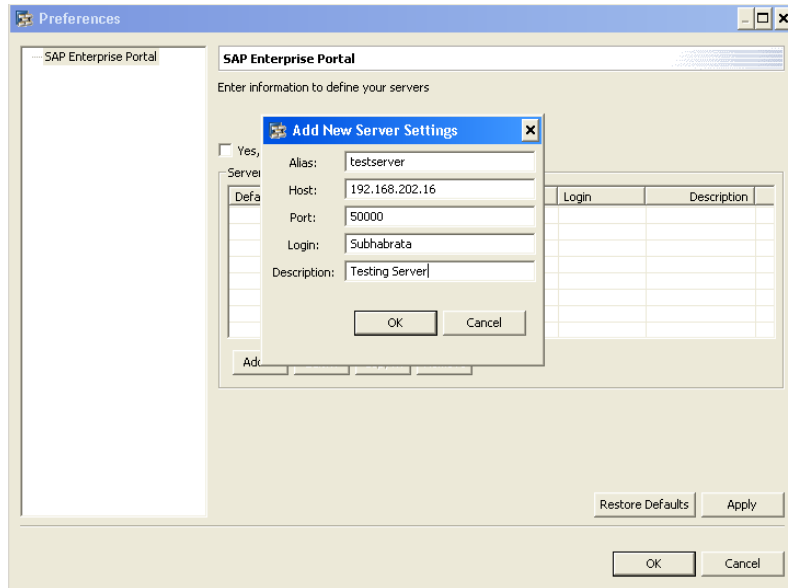 Preferences
SAP Enterprise Portal
SAP Enterprise Portal
Enter information to define your servers
Add New Server Settings
Yes,
Alias: testserver
Server
Host: 192.168.202.16
Defa Login Description
Port: 50000
Login: Subhabrata
Description: Testing Server
OK Cancel
Add
Restore Defaults Apply
OK Cancel